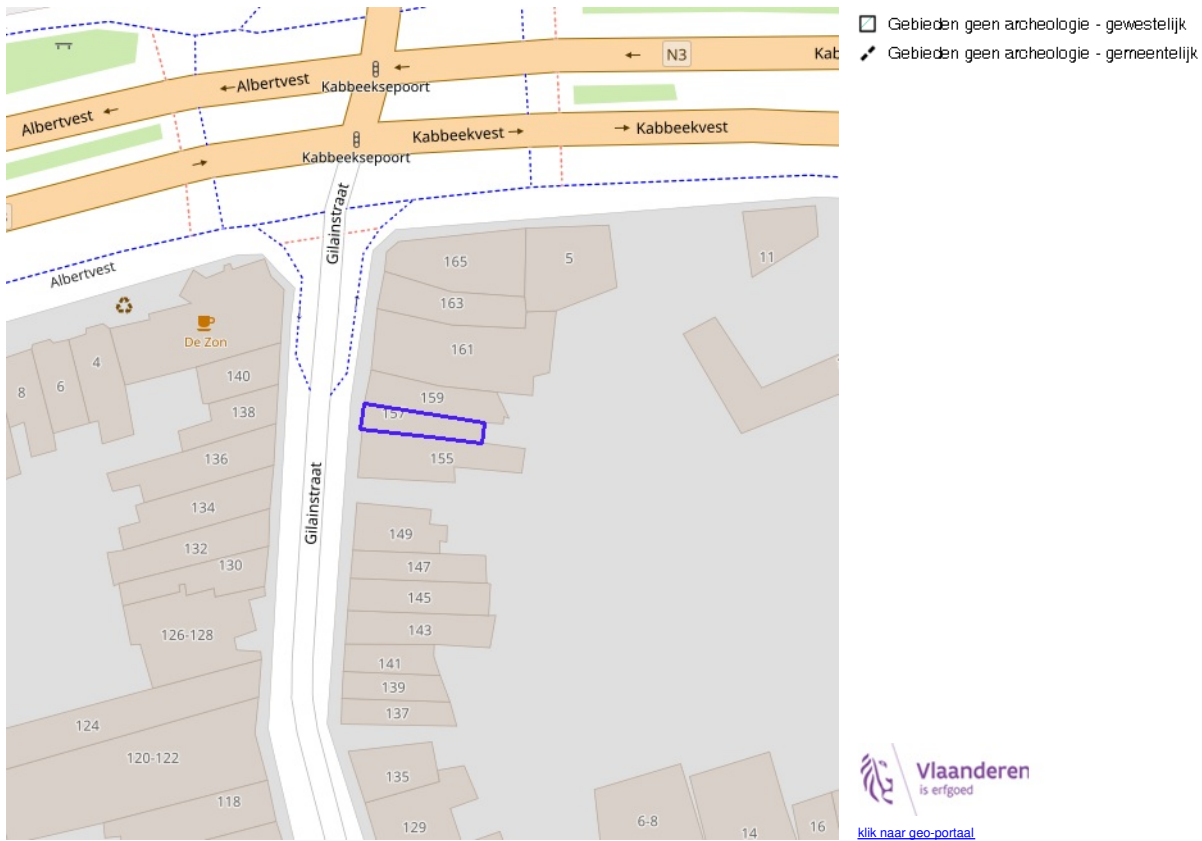 Gebieden geen archeologie - gewestelijk
Gebieden geen archeologie - gemeentelijk
N3
Kab
Albertvest
Kabbeeksepoort
Albertvest
Kabbeekvest
Kabbeekvest
Kabbeeksepoort
Gilainstraat
Albertvest
165
5
11
163
De Zon
161
4
140
6
8
159
138
157
136
155
Gilainstraat
134
149
132
130
147
145
126-128
143
141
139
137
124
120-122
135
118
129
6-8
14
16
Vlaanderen
is erfgoed
klik naar geo-portaal